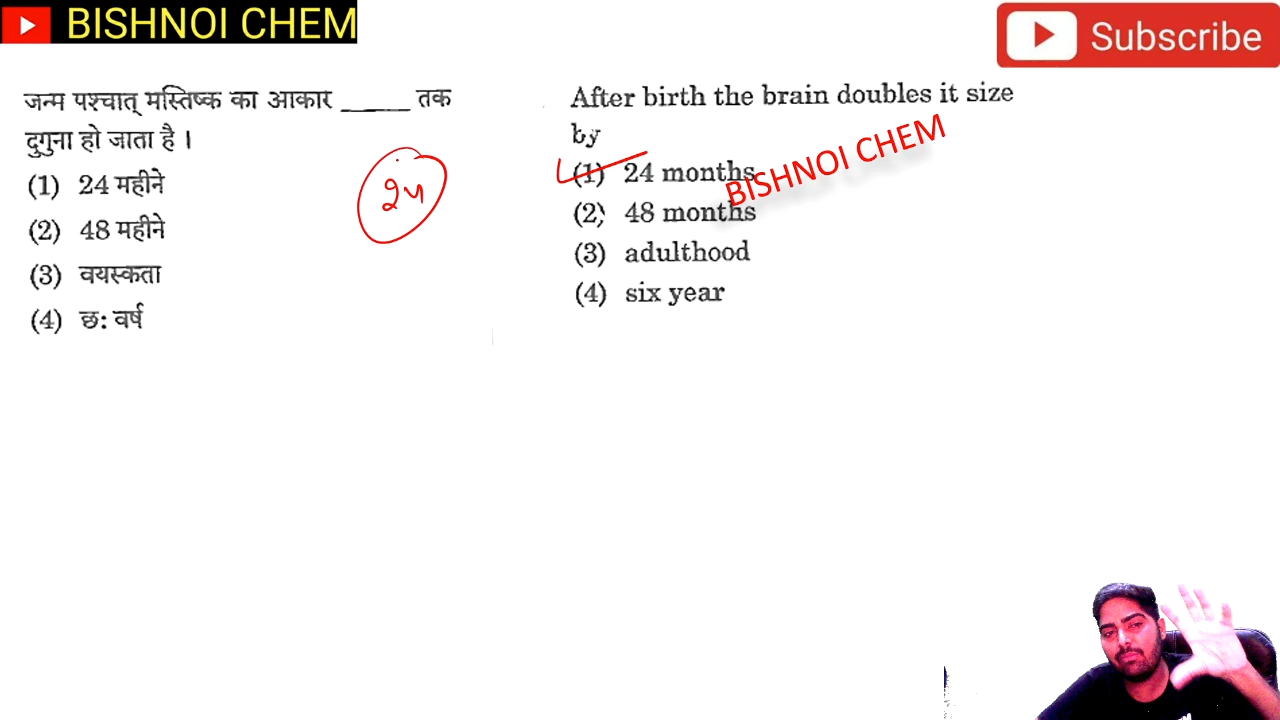 BISHNOI CHEM
Subscribe
जन्म पश्चात् मस्तिष्क का आकार _____ तक
दुगुना हो जाता है ।
(1) 24 महीने
(2) 48 महीने
(3) वयस्कता
(4) छः वर्ष
After birth the brain doubles it size
by
(1) 24 months
(2) 48 months
(3) adulthood
(4) six year
BISHNOI CHEM